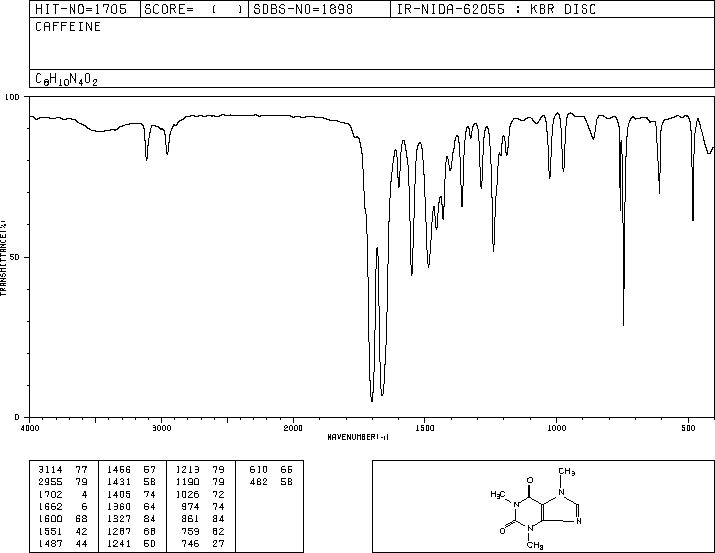 HIT-NO=1705 SCORE= ( ) SDBS-NO=1898 IR-NIDA-62055 : KBR DISC
CAFFEINE
C8H10N4O2
100
50
0
TRANSMITTANCE(%)
4000 3000 2000 1500 1000 500
WAVENUMBER(-1)
3114 77 1456 57 1213 79 610 66
2955 79 1431 58 1190 79 482 58
1702 4 1405 74 1026 72
1662 6 1360 64 974 74
1600 68 1327 84 861 84
1551 42 1287 68 759 62
1487 44 1241 50 746 27
CH3
O
N
H3C
N
O
N
N
CH3